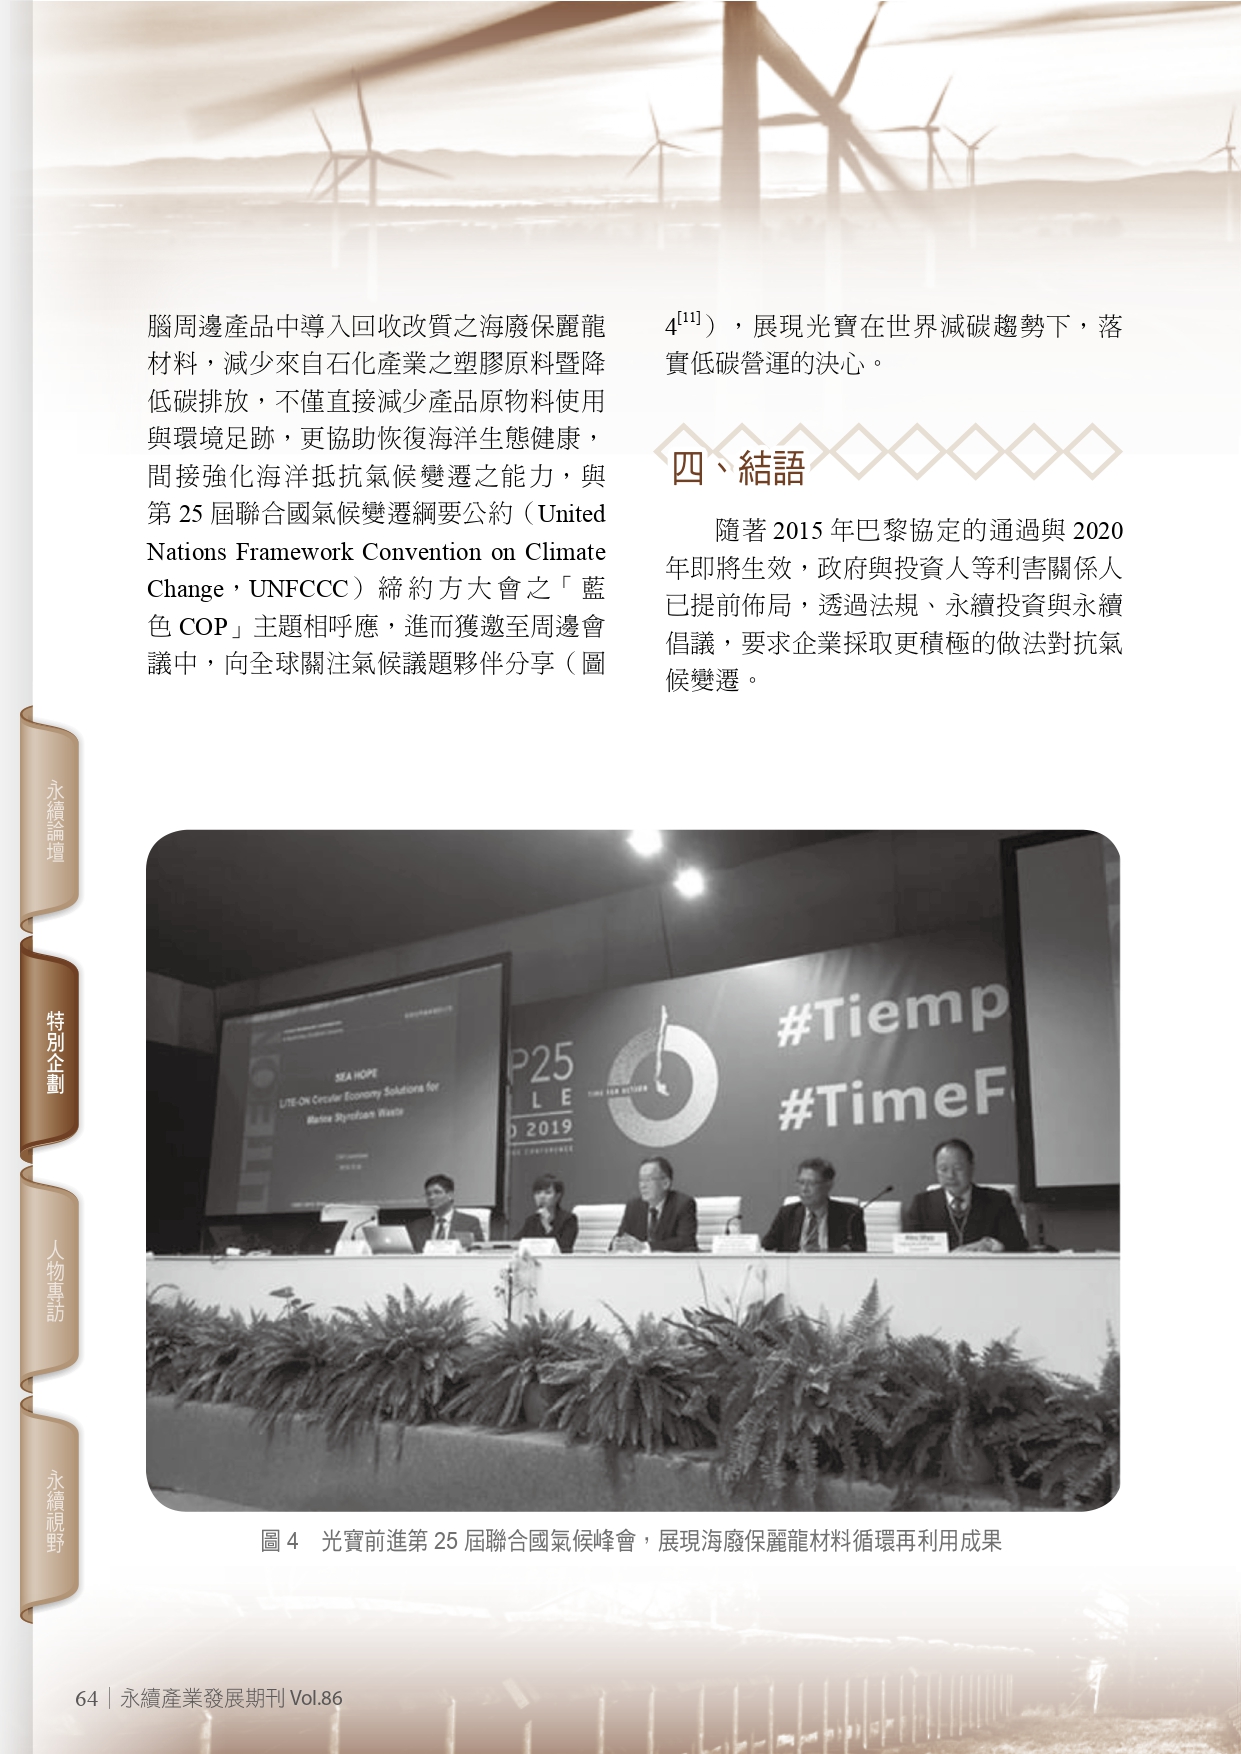 腦周邊產品中導入回收改質之海廢保麗龍
材料，減少來自石化產業之塑膠原料暨降
低碳排放，不僅直接減少產品原物料使用
與環境足跡，更協助恢復海洋生態健康，
間接強化海洋抵抗氣候變遷之能力，與
第 25 屆聯合國氣候變遷綱要公約（United
Nations Framework Convention on Climate
Change，UNFCCC）締約方大會之「藍
色 COP」主題相呼應，進而獲邀至周邊會
議中，向全球關注氣候議題夥伴分享（圖
4[11]），展現光寶在世界減碳趨勢下，落
實低碳營運的決心。
四、結語
隨著 2015 年巴黎協定的通過與 2020
年即將生效，政府與投資人等利害關係人
已提前佈局，透過法規、永續投資與永續
倡議，要求企業採取更積極的做法對抗氣
候變遷。
永續論壇
特別企劃
人物專訪
永續視野
LITEON
SEA HOPE
LITE-ON Circular Economy Solutions for
Marine Styrofoam Waste
P25
L E
D 2019
TIME FOR ACTION
#Tiemp
#TimeF
圖 4　光寶前進第 25 屆聯合國氣候峰會，展現海廢保麗龍材料循環再利用成果
64｜永續產業發展期刊 Vol.86